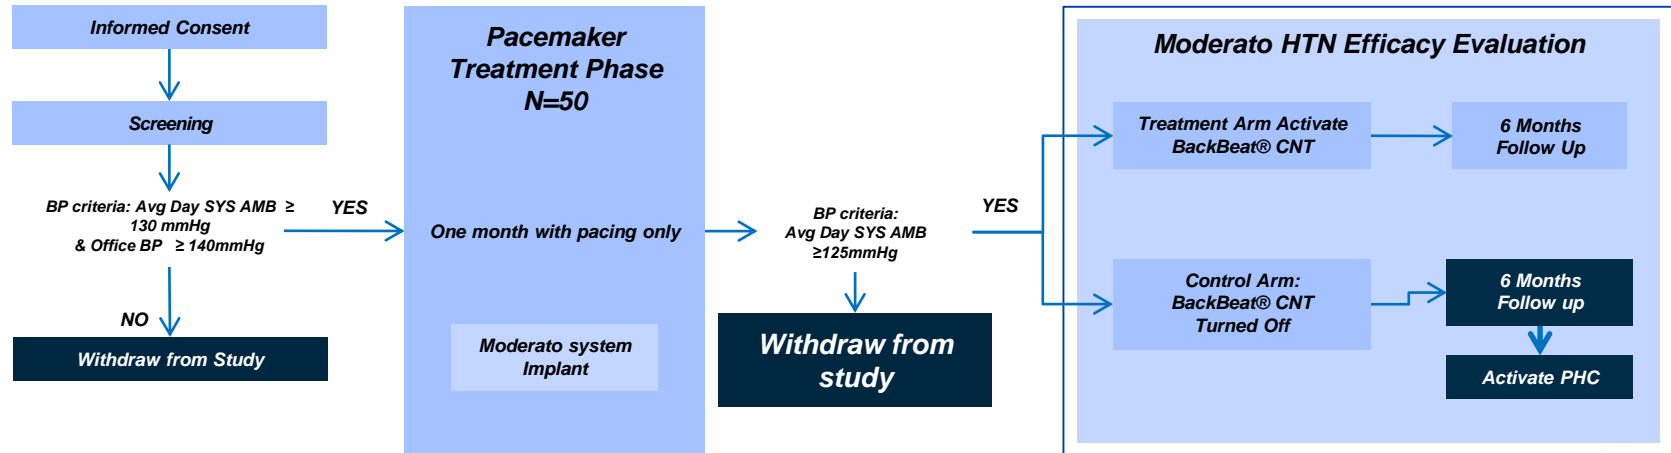 Informed Consent
Screening
BP criteria: Avg Day SYS AMB ≥
130 mmHg
& Office BP ≥ 140mmHg
YES
NO
Withdraw from Study
Pacemaker
Treatment Phase
N=50
One month with pacing only
Moderato system
Implant
BP criteria:
Avg Day SYS AMB
≥125mmHg
YES
Withdraw from
study
Moderato HTN Efficacy Evaluation
Treatment Arm Activate
BackBeat® CNT
6 Months
Follow Up
Control Arm:
BackBeat® CNT
Turned Off
6 Months
Follow up
Activate PHC